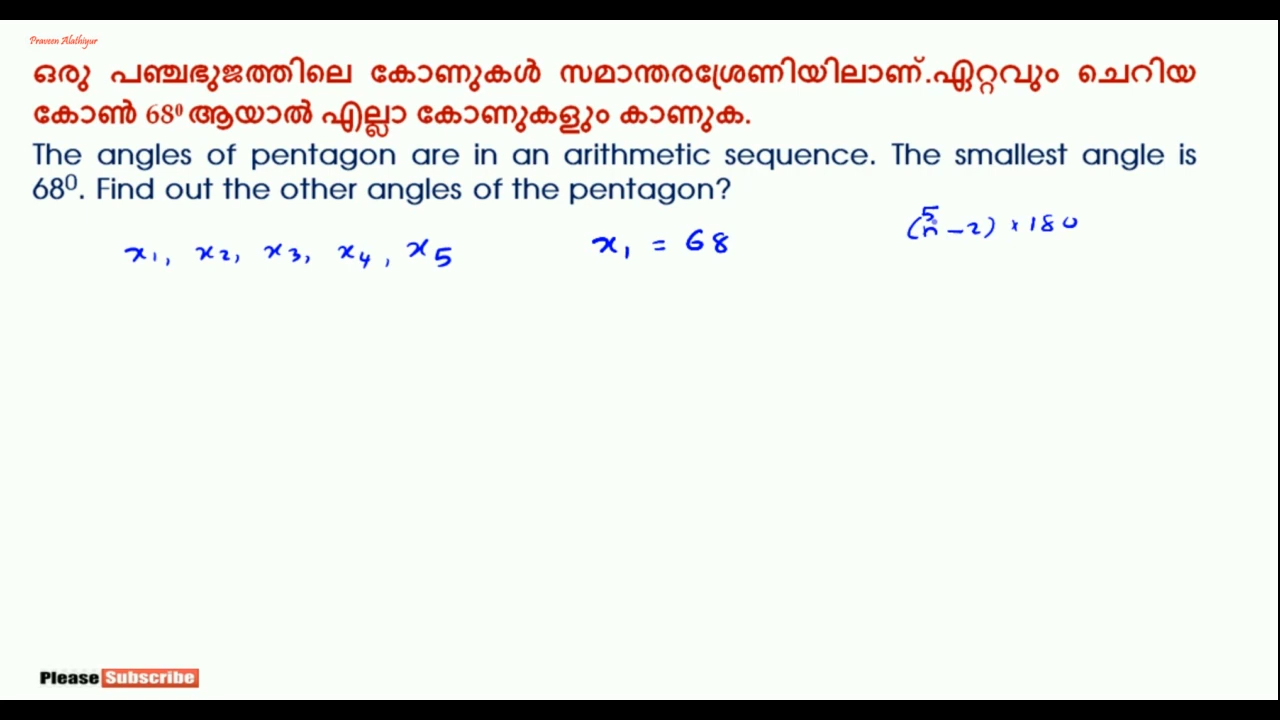 Praveen Alathiyur
ഒരു പഞ്ചഭുജത്തിലെ കോണുകൾ സമാന്തരശ്രേണിയിലാണ്.ഏറ്റവും ചെറിയ
കോൺ 68⁰ ആയാൽ എല്ലാ കോണുകളും കാണുക.
The angles of pentagon are in an arithmetic sequence. The smallest angle is
68⁰. Find out the other angles of the pentagon?
x₁, x₂, x₃, x₄, x₅ x₁ = 68 (n⁵ - 2) × 180
Please Subscribe